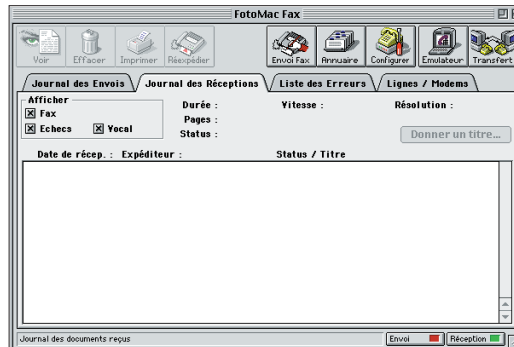 FotoMac Fax
Voir Effacer Imprimer Réexpédier Envoi Fax Annuaire Configurer Emulateur Transfert
Journal des Envois Journal des Réceptions Liste des Erreurs Lignes / Modems
Afficher
Fax
Echecs Vocal
Durée : Vitesse : Résolution :
Pages :
Status :
Donner un titre...
Date de récep. : Expéditeur : Status / Titre
Journal des documents reçus
Envoi Réception